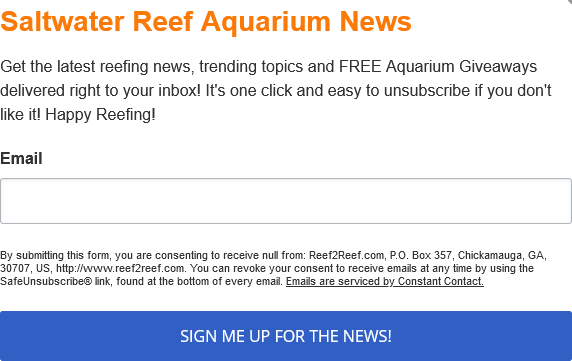 Saltwater Reef Aquarium News
Get the latest reefing news, trending topics and FREE Aquarium Giveaways
delivered right to your inbox! It's one click and easy to unsubscribe if you don't
like it! Happy Reefing!
Email
By submitting this form, you are consenting to receive null from: Reef2Reef.com, P.O. Box 357, Chickamauga, GA,
30707, US, http://www.reef2reef.com. You can revoke your consent to receive emails at any time by using the
SafeUnsubscribe® link, found at the bottom of every email. Emails are serviced by Constant Contact.
SIGN ME UP FOR THE NEWS!